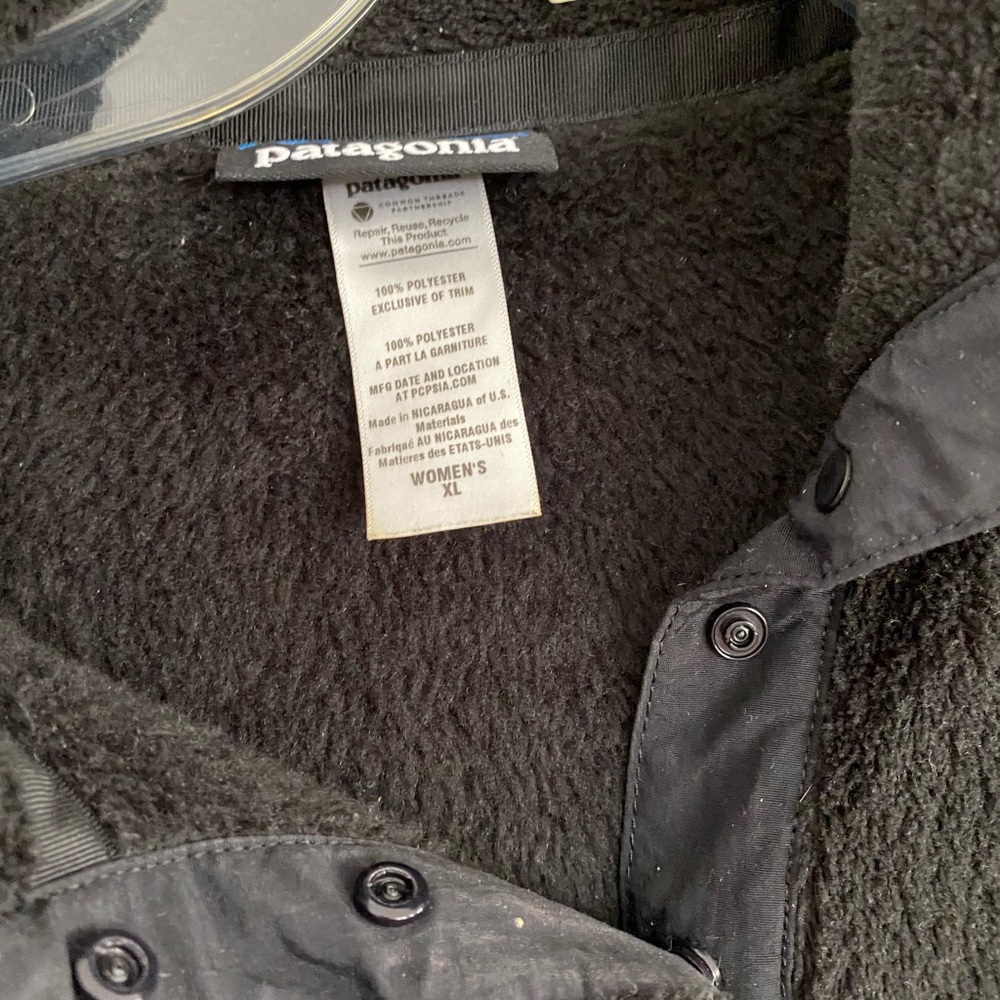 patagonia
patagonia
COMMON THREADS
PARTNERSHIP
Repair, Reuse, Recycle
This Product
www.patagonia.com
100% POLYESTER
EXCLUSIVE OF TRIM
100% POLYESTER
À PART LA GARNITURE
MFG DATE AND LOCATION
AT PCPSIA.COM
Made in NICARAGUA of U.S.
Materials
Fabriqué AU NICARAGUA des
Matieres des ETATS-UNIS
WOMEN'S
XL